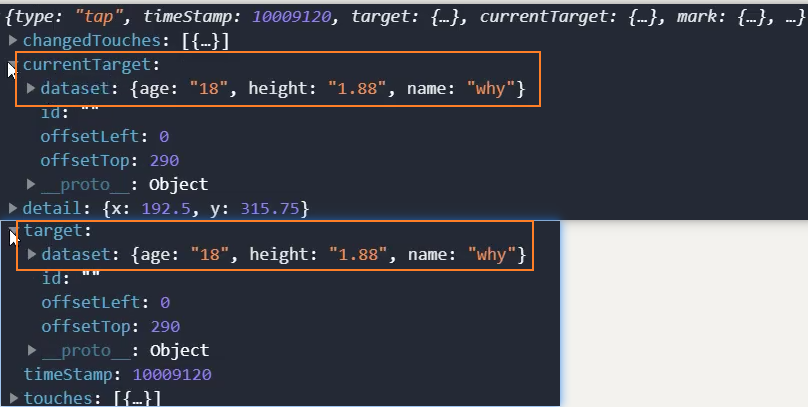 {type: "tap", timeStamp: 10009120, target: {…}, currentTarget: {…}, mark: {…}, …}
changedTouches: [{…}]
currentTarget:
dataset: {age: "18", height: "1.88", name: "why"}
id: ""
offsetLeft: 0
offsetTop: 290
__proto__: Object
detail: {x: 192.5, y: 315.75}
target:
dataset: {age: "18", height: "1.88", name: "why"}
id: ""
offsetLeft: 0
offsetTop: 290
__proto__: Object
timeStamp: 10009120
touches: [{…}]